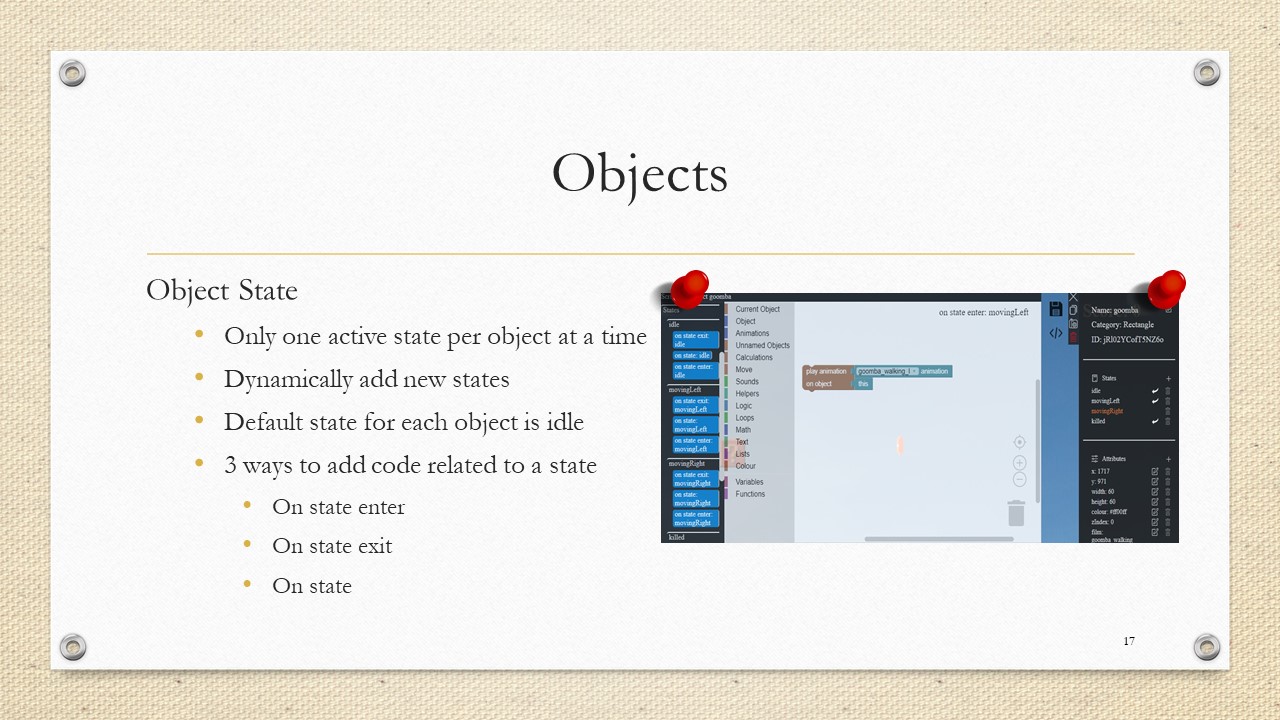 Objects
Object State
Only one active state per object at a time
Dynamically add new states
Default state foreach object is idle
3 ways to add code related to a state
On state enter
On state exit
On state
goomba
States
idle
on state exit:
idle
on state: idle
on state enter:
idle
movingLeft
on state exit:
movingLeft
on state:
movingLeft
on state enter:
movingLeft
movingRight
on state exit:
movingRight
on state:
movingRight
on state enter:
movingRight
killed
Current Object
Object
Animations
Unnamed Objects
Calculations
Move
Sounds
Helpers
Logic
Loops
Math
Text
Lists
Colour
Variables
Functions
on state enter: movingLeft
play animation goomba_walking_l animation
on object this
Name: goomba
Category: Rectangle
ID: jRl02YCofT5NZ6o
States +
idle
movingLeft
movingRight
killed
Attributes +
x: 1717
y: 971
width: 60
height: 60
colour: #ff00ff
zIndex: 0
film:
goomba_walking
17